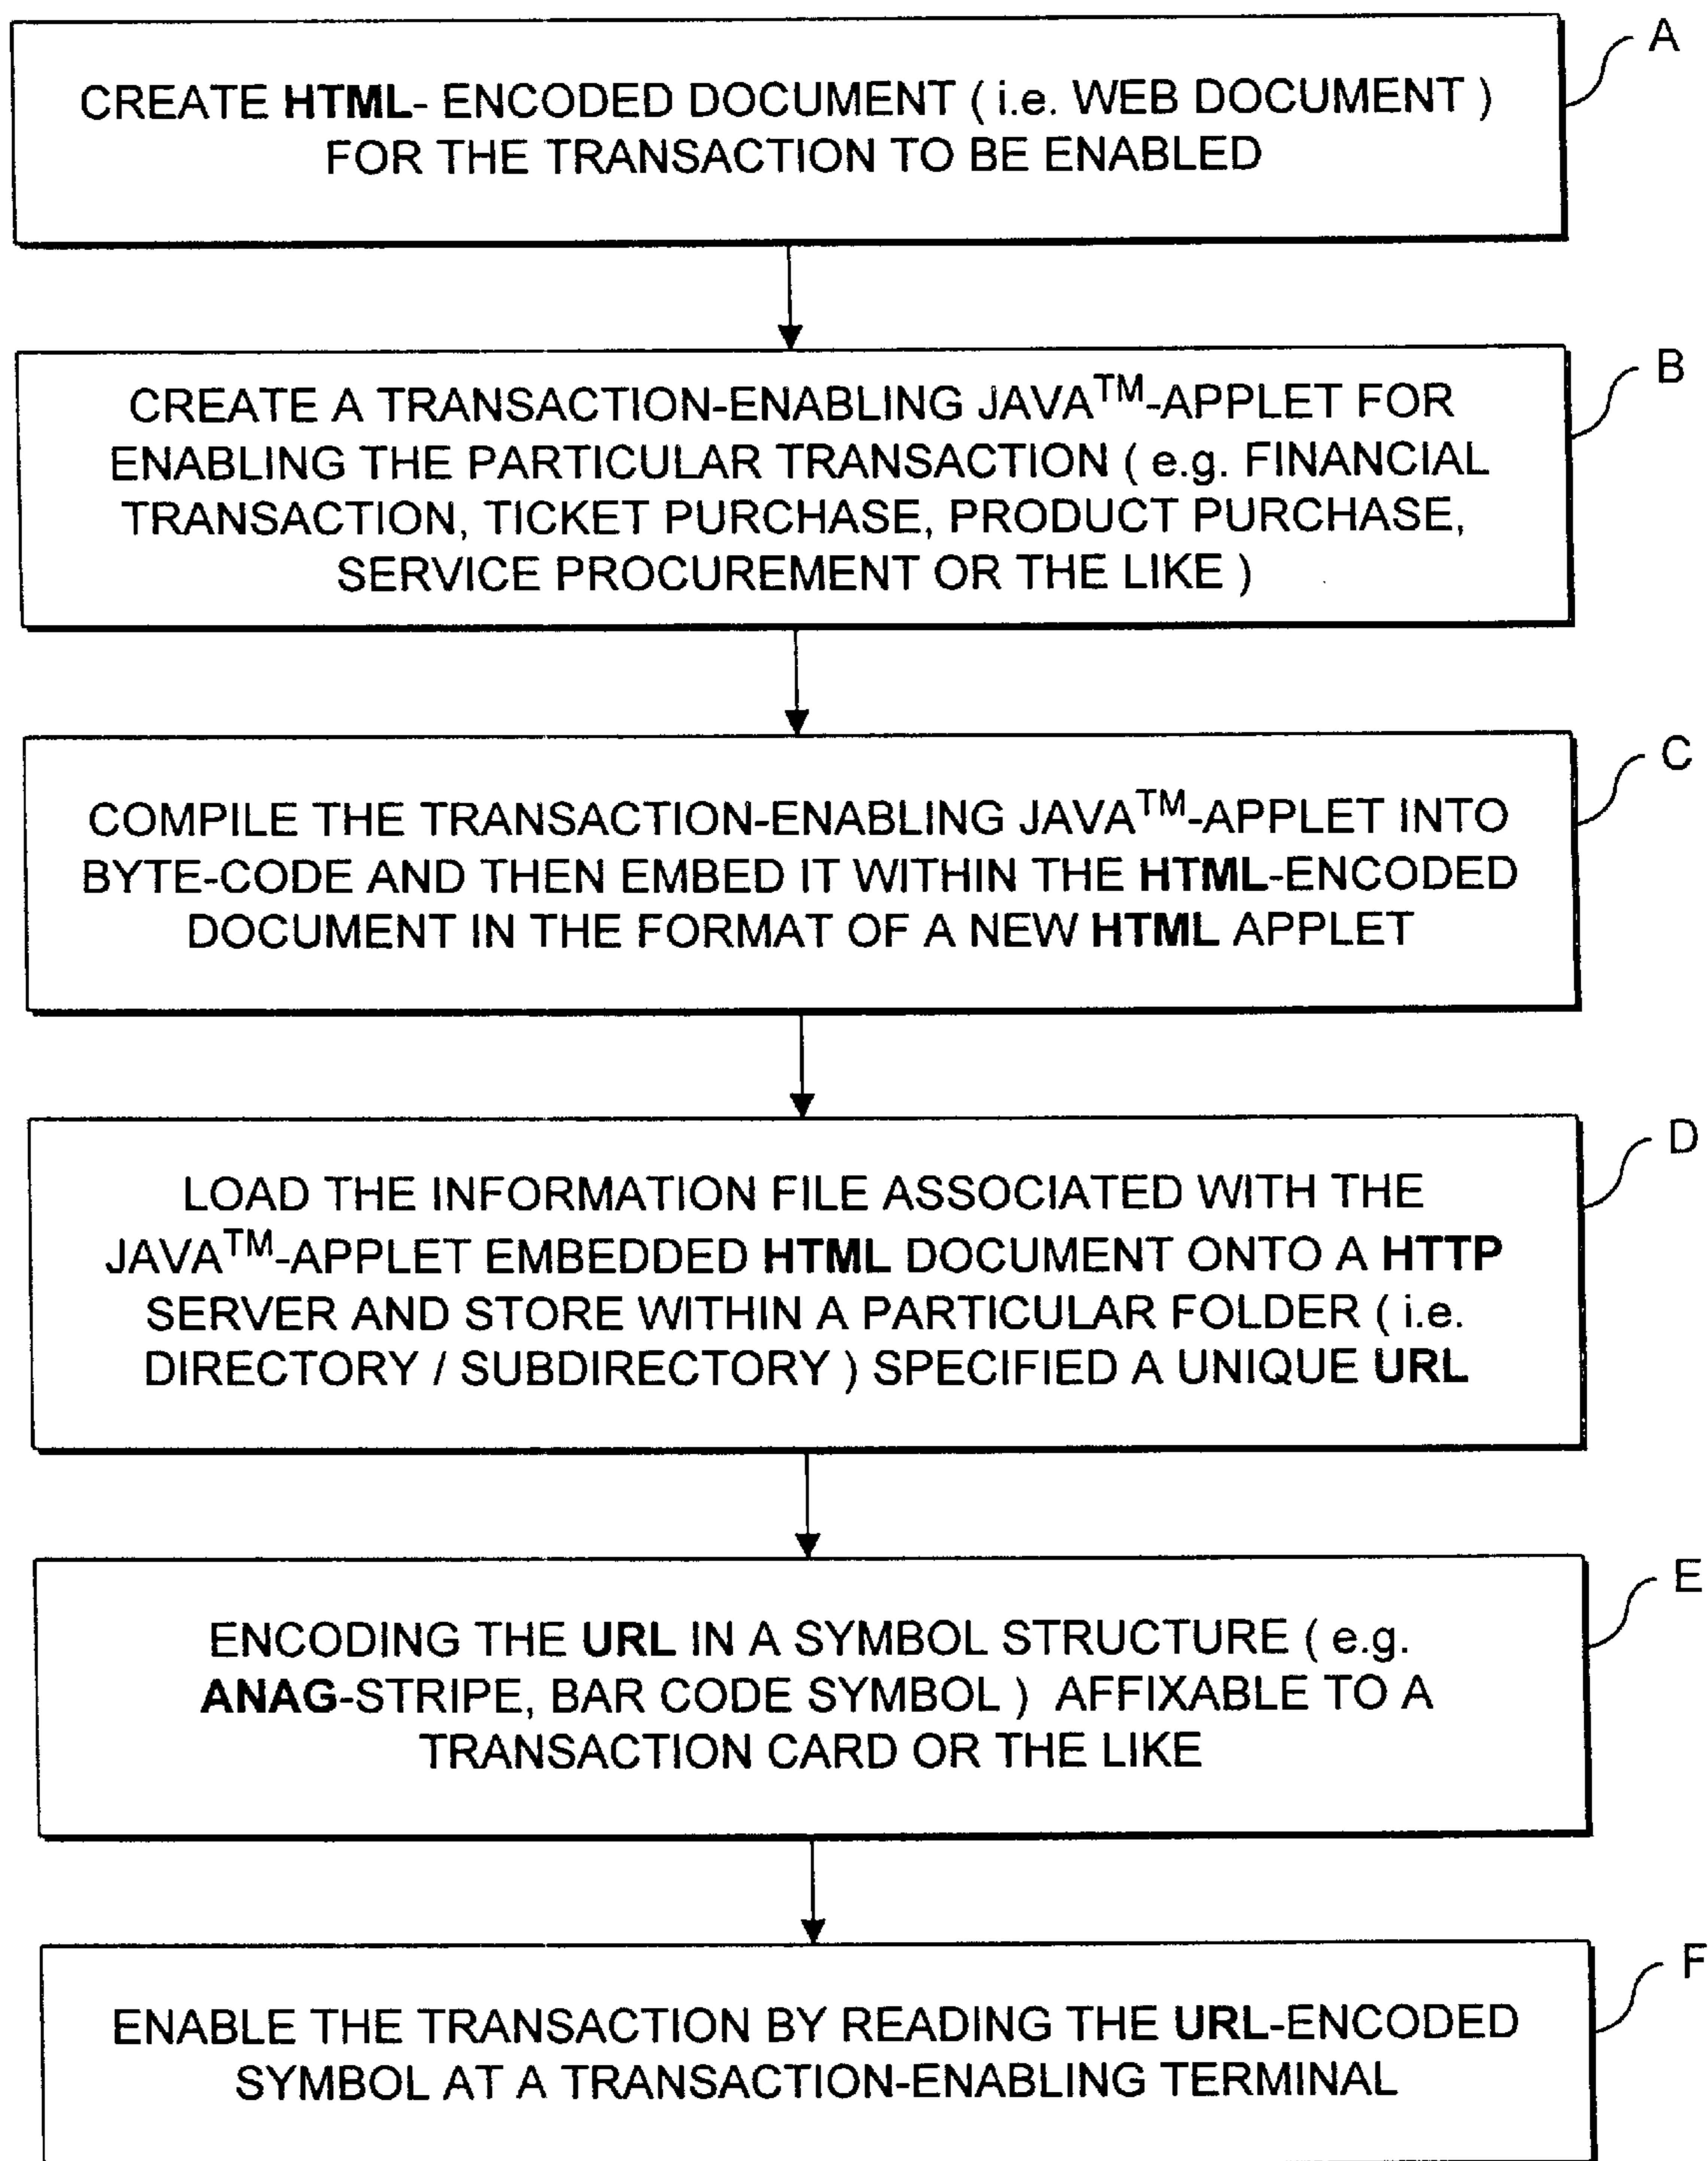 A
CREATE HTML- ENCODED DOCUMENT ( i.e. WEB DOCUMENT )
FOR THE TRANSACTION TO BE ENABLED
B
CREATE A TRANSACTION-ENABLING JAVA™-APPLET FOR
ENABLING THE PARTICULAR TRANSACTION ( e.g. FINANCIAL
TRANSACTION, TICKET PURCHASE, PRODUCT PURCHASE,
SERVICE PROCUREMENT OR THE LIKE )
C
COMPILE THE TRANSACTION-ENABLING JAVA™-APPLET INTO
BYTE-CODE AND THEN EMBED IT WITHIN THE HTML-ENCODED
DOCUMENT IN THE FORMAT OF A NEW HTML APPLET
D
LOAD THE INFORMATION FILE ASSOCIATED WITH THE
JAVA™-APPLET EMBEDDED HTML DOCUMENT ONTO A HTTP
SERVER AND STORE WITHIN A PARTICULAR FOLDER ( i.e.
DIRECTORY / SUBDIRECTORY ) SPECIFIED A UNIQUE URL
E
ENCODING THE URL IN A SYMBOL STRUCTURE ( e.g.
ANAG-STRIPE, BAR CODE SYMBOL ) AFFIXABLE TO A
TRANSACTION CARD OR THE LIKE
F
ENABLE THE TRANSACTION BY READING THE URL-ENCODED
SYMBOL AT A TRANSACTION-ENABLING TERMINAL